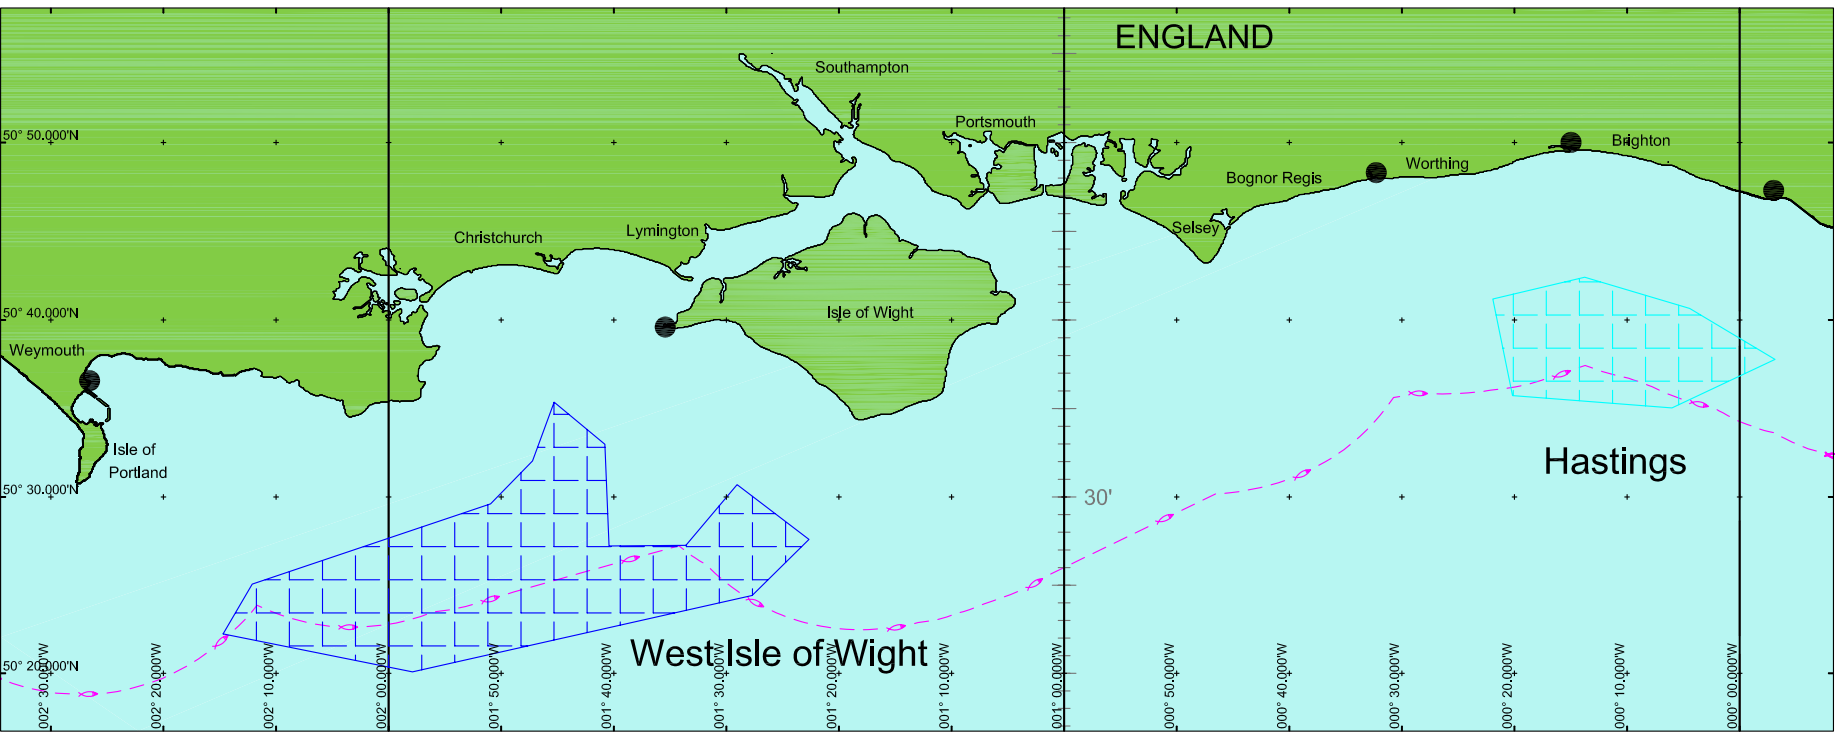 ENGLAND
Southampton
Portsmouth
50° 50.000'N
Brighton
Worthing
Bognor Regis
Selsey
Lymington
Christchurch
50° 40.000'N
Isle of Wight
Weymouth
Isle of
Portland
Hastings
50° 30.000'N
30'
West Isle of Wight
50° 20.000'N
002° 30.000'W
002° 20.000'W
002° 10.000'W
002° 00.000'W
001° 50.000'W
001° 40.000'W
001° 30.000'W
001° 20.000'W
001° 10.000'W
001° 00.000'W
000° 50.000'W
000° 40.000'W
000° 30.000'W
000° 20.000'W
000° 10.000'W
000° 00.000'W